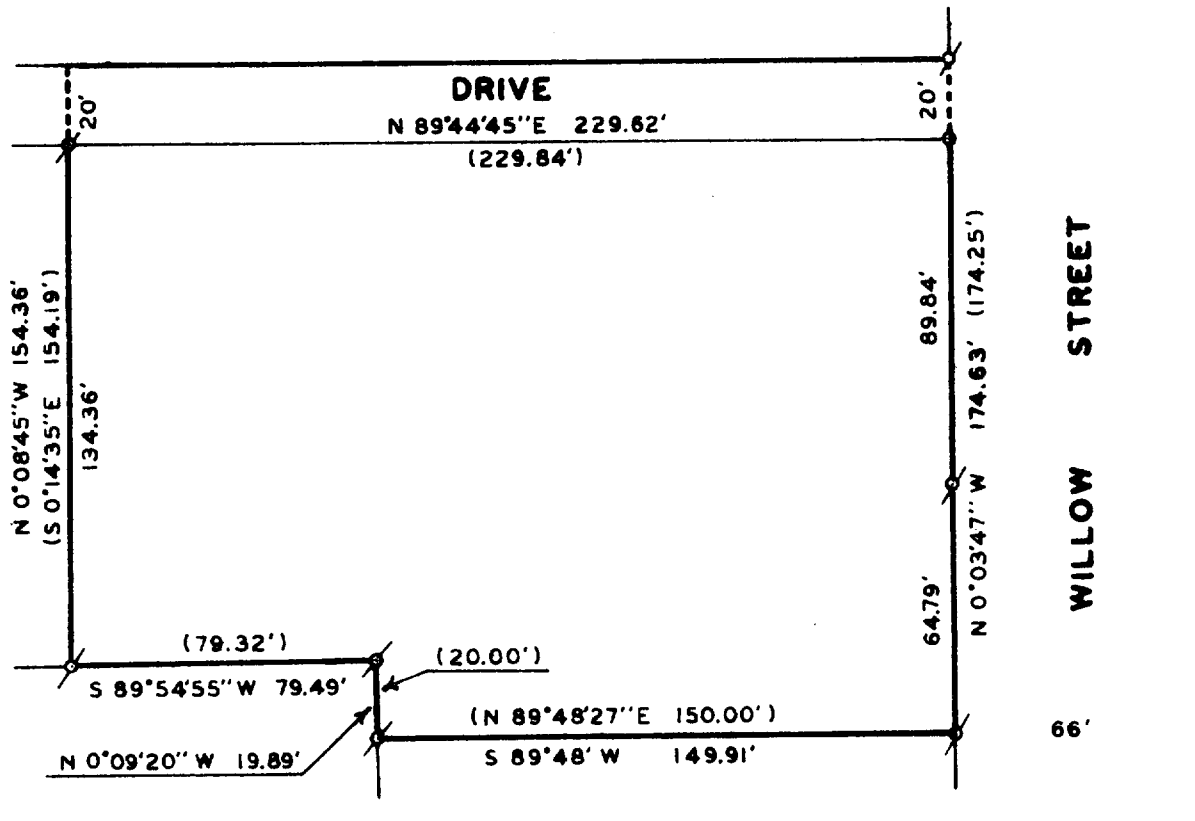 DRIVE
20'
20'
N 89°44'45"E 229.62'
(229.84')
N 0°08'45"W 154.36'
(S 0°14'35"E 154.19')
134.36'
89.84'
174.63' (174.25')
N 0°03'47" W
64.79'
WILLOW STREET
(79.32')
S 89°54'55"W 79.49'
(20.00')
N 0°09'20" W 19.89'
(N 89°48'27"E 150.00')
S 89°48' W 149.91'
66'